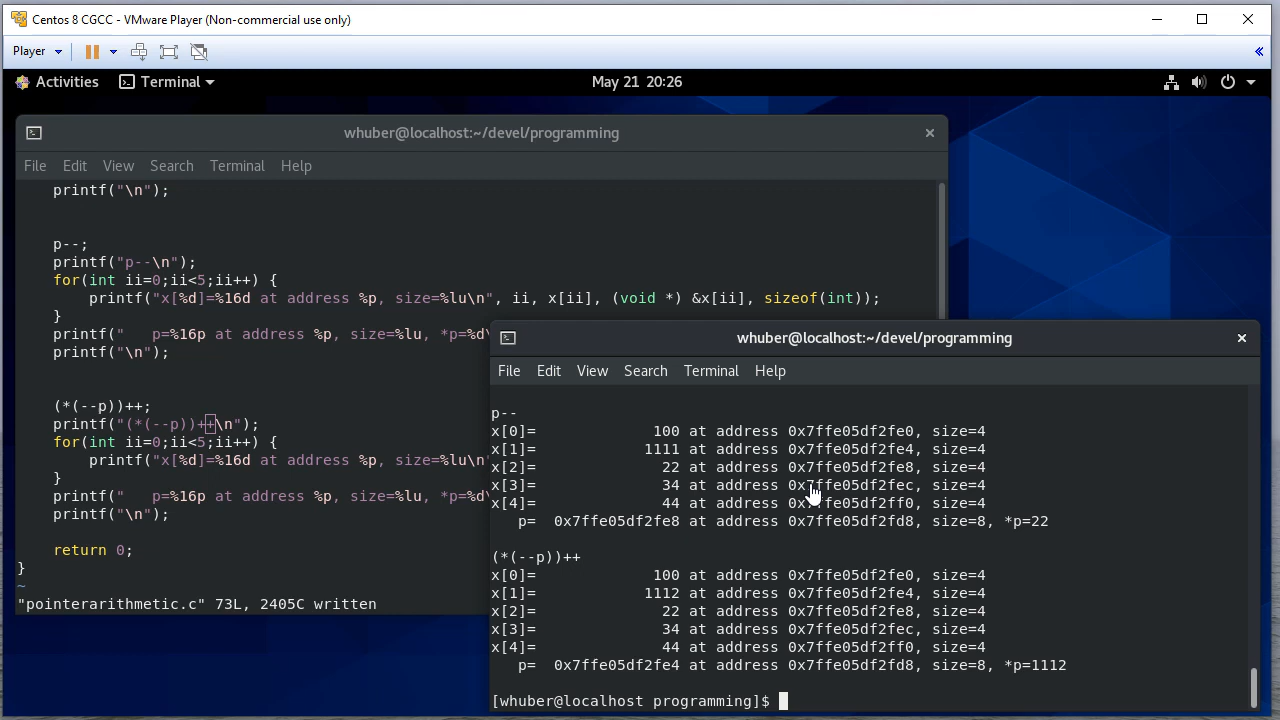 Centos 8 CGCC - VMware Player (Non-commercial use only)
Player
Activities Terminal May 21 20:26
whuber@localhost:~/devel/programming
File Edit View Search Terminal Help
printf("\n");
p--;
printf("p--\n");
for(int ii=0;ii<5;ii++) {
printf("x[%d]=%16d at address %p, size=%lu\n", ii, x[ii], (void *) &x[ii], sizeof(int));
}
printf("   p=%16p at address %p, size=%lu, *p=%d\
printf("\n");
(*(--p))++;
printf("(*(--p))++\n");
for(int ii=0;ii<5;ii++) {
printf("x[%d]=%16d at address %p, size=%lu\n"
}
printf("   p=%16p at address %p, size=%lu, *p=%d\
printf("\n");
return 0;
}
~
"pointerarithmetic.c" 73L, 2405C written
whuber@localhost:~/devel/programming
File Edit View Search Terminal Help
p--
x[0]=             100 at address 0x7ffe05df2fe0, size=4
x[1]=            1111 at address 0x7ffe05df2fe4, size=4
x[2]=              22 at address 0x7ffe05df2fe8, size=4
x[3]=              34 at address 0x7ffe05df2fec, size=4
x[4]=              44 at address 0x7ffe05df2ff0, size=4
p=  0x7ffe05df2fe8 at address 0x7ffe05df2fd8, size=8, *p=22
(*(--p))++
x[0]=             100 at address 0x7ffe05df2fe0, size=4
x[1]=            1112 at address 0x7ffe05df2fe4, size=4
x[2]=              22 at address 0x7ffe05df2fe8, size=4
x[3]=              34 at address 0x7ffe05df2fec, size=4
x[4]=              44 at address 0x7ffe05df2ff0, size=4
p=  0x7ffe05df2fe4 at address 0x7ffe05df2fd8, size=8, *p=1112
[whuber@localhost programming]$